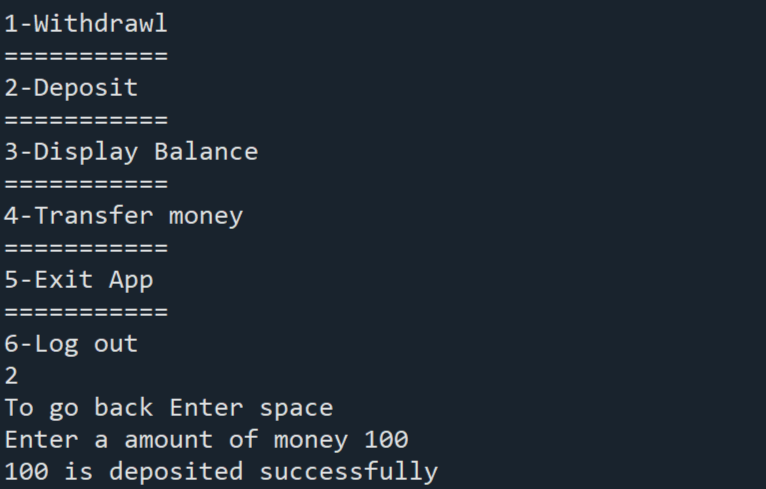 1-Withdrawl
===========
2-Deposit
===========
3-Display Balance
===========
4-Transfer money
===========
5-Exit App
===========
6-Log out
2
To go back Enter space
Enter a amount of money 100
100 is deposited successfully